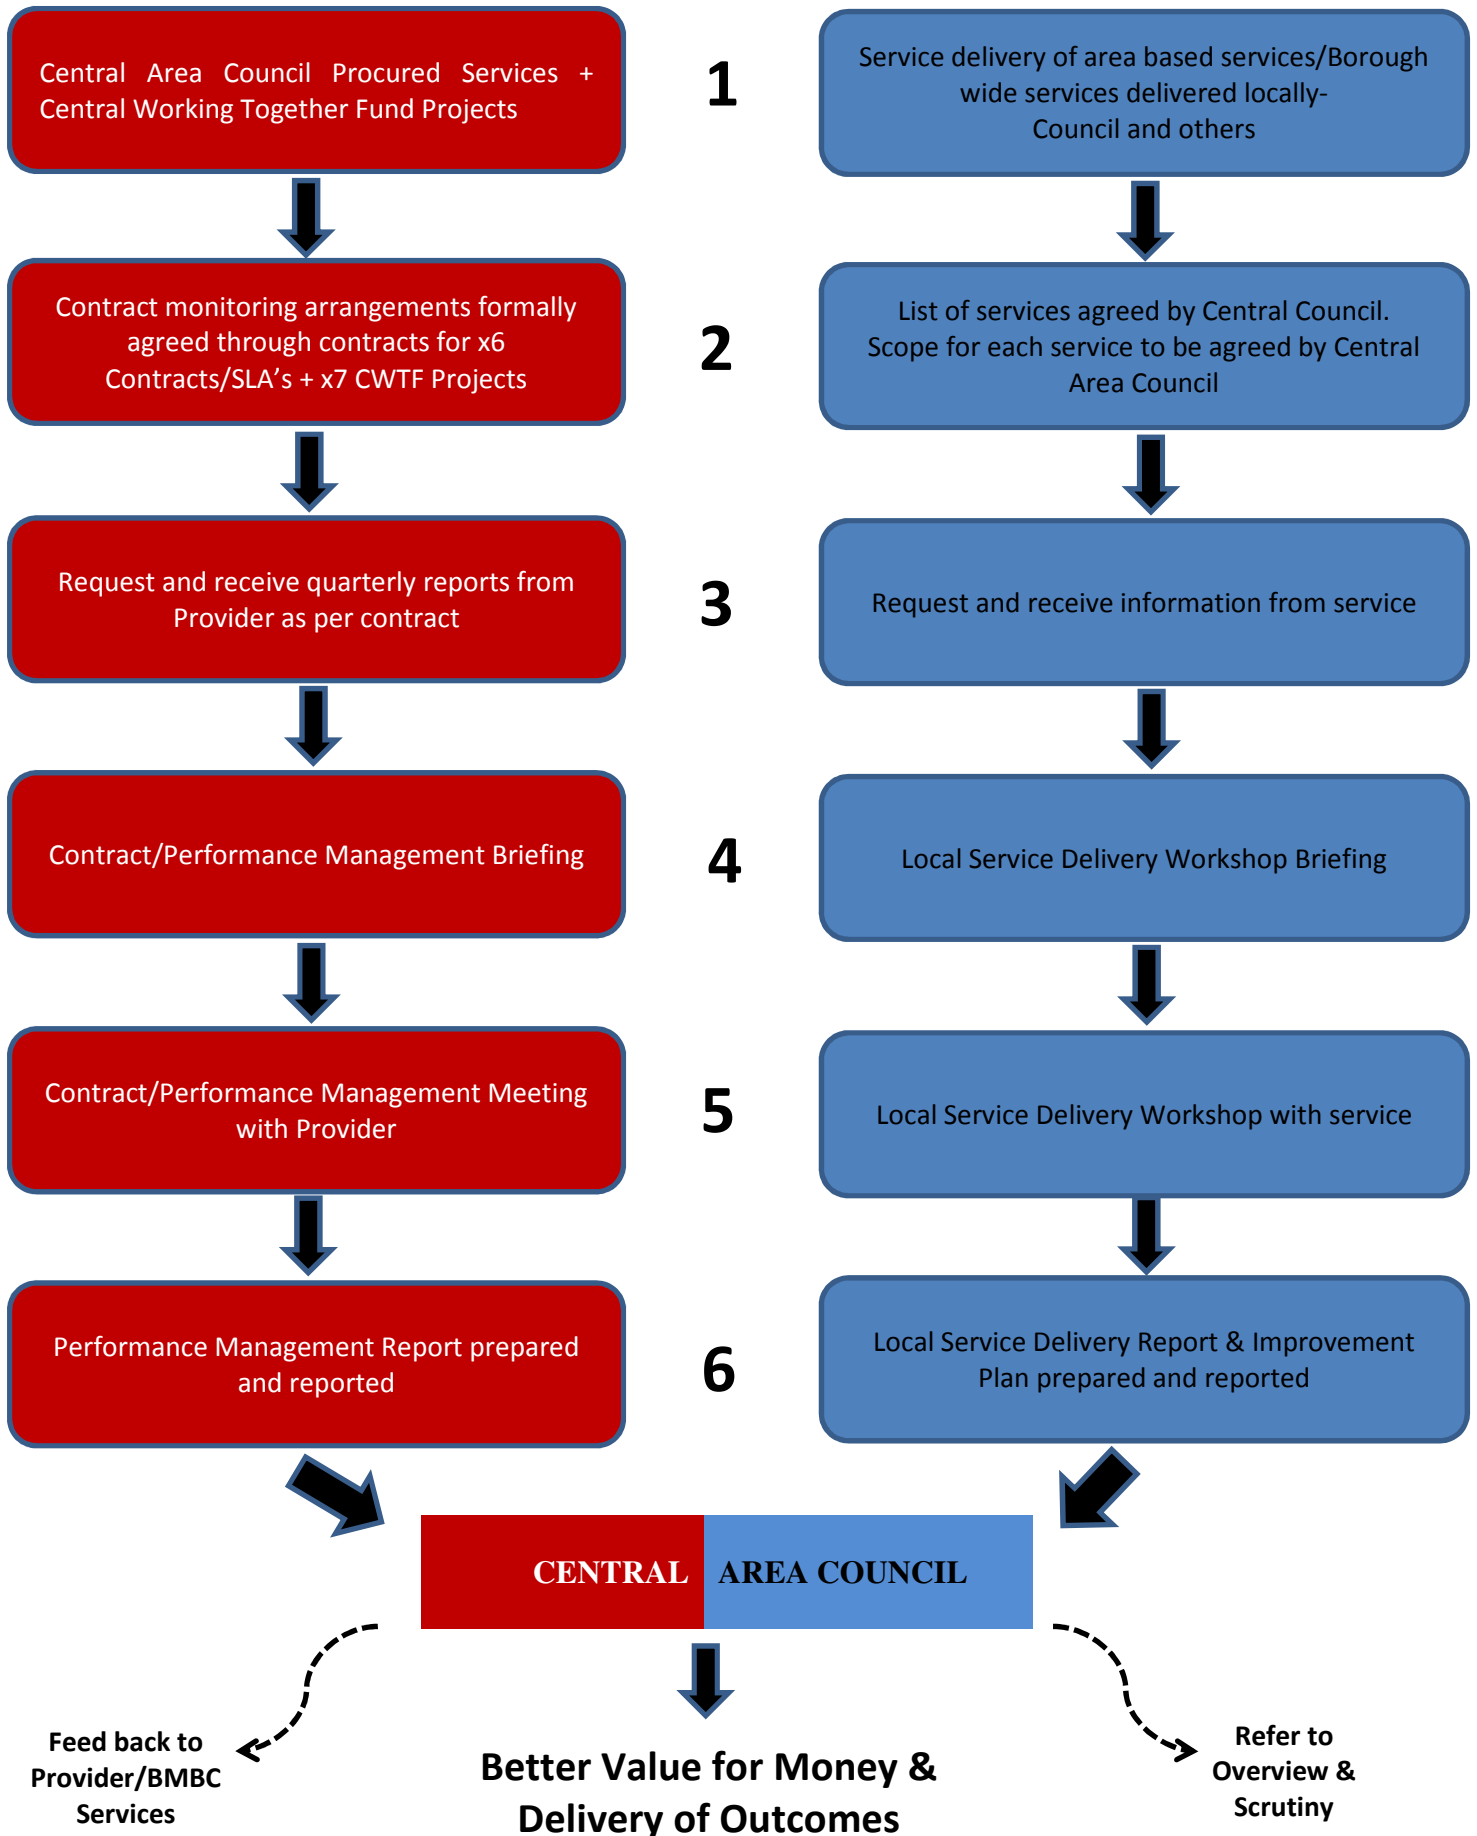 Central Area Council Procured Services +
Central Working Together Fund Projects
1
Service delivery of area based services/Borough
wide services delivered locally-
Council and others
Contract monitoring arrangements formally
agreed through contracts for x6
Contracts/SLA's + x7 CWTF Projects
2
List of services agreed by Central Council.
Scope for each service to be agreed by Central
Area Council
Request and receive quarterly reports from
Provider as per contract
3
Request and receive information from service
Contract/Performance Management Briefing
4
Local Service Delivery Workshop Briefing
Contract/Performance Management Meeting
with Provider
5
Local Service Delivery Workshop with service
Performance Management Report prepared
and reported
6
Local Service Delivery Report & Improvement
Plan prepared and reported
CENTRAL AREA COUNCIL
Feed back to
Provider/BMBC
Services
Better Value for Money &
Delivery of Outcomes
Refer to
Overview &
Scrutiny